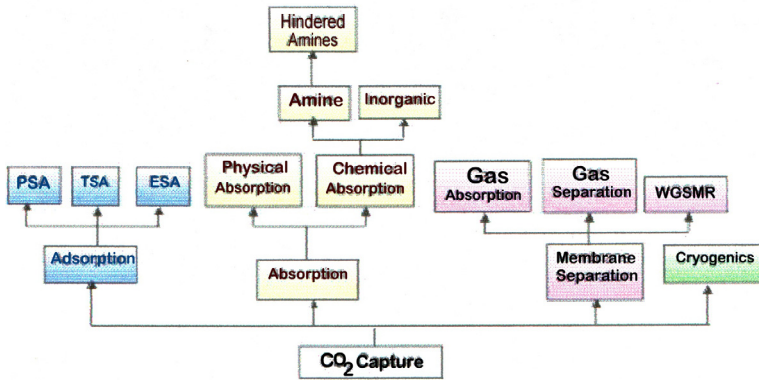 Hindered
Amines
Amine
Inorganic
PSA
TSA
ESA
Physical
Absorption
Chemical
Absorption
Gas
Absorption
Gas
Separation
WGSMR
Adsorption
Absorption
Membrane
Separation
Cryogenics
CO₂ Capture